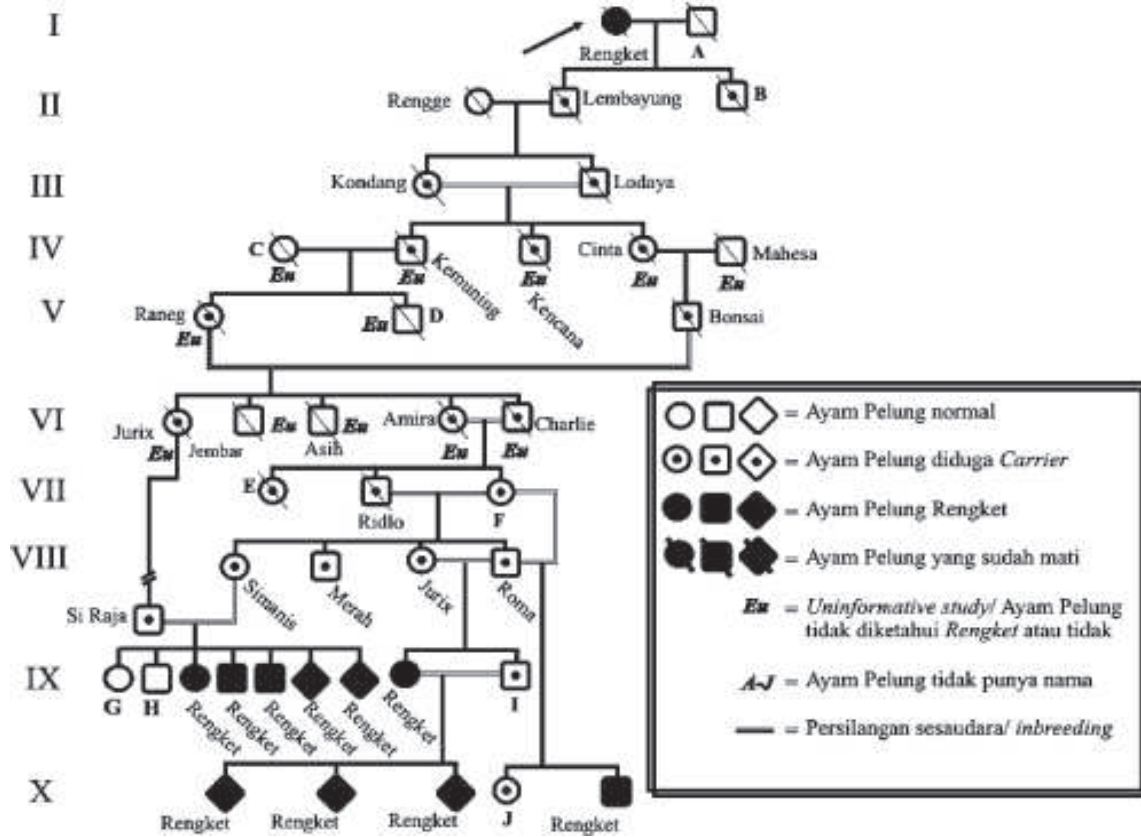 I
Rengket
A
II
Rengge
Lembayung
B
III
Kondang
Lodaya
IV
C
Eu
Eu
Kemuning
Eu
Kencana
Cinta
Eu
Mahesa
Eu
V
Raneg
Eu
Eu
D
Bonsai
VI
Jurix
Eu
Jembar
Eu
Asih
Eu
Amira
Eu
Charlie
Eu
VII
E
Ridlo
F
VIII
Simanis
Merah
Jurix
Roma
Si Raja
IX
G
H
Rengket
Rengket
Rengket
Rengket
Rengket
Rengket
I
X
Rengket
Rengket
Rengket
J
Rengket
= Ayam Pelung normal
= Ayam Pelung diduga Carrier
= Ayam Pelung Rengket
= Ayam Pelung yang sudah mati
Eu = Uninformative study/ Ayam Pelung
tidak diketahui Rengket atau tidak
A-J = Ayam Pelung tidak punya nama
= Persilangan sesaudara/ inbreeding